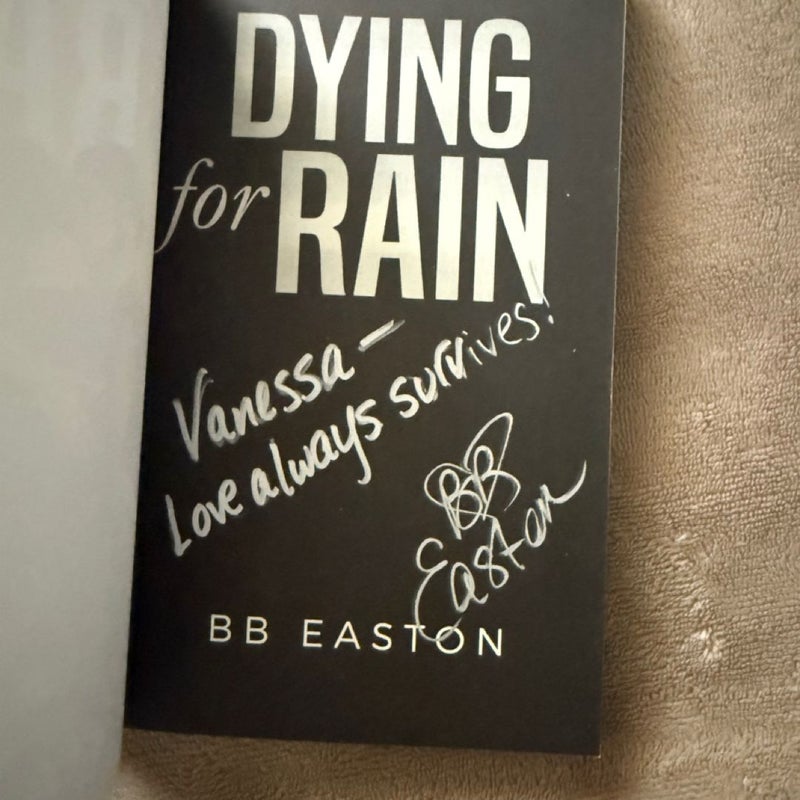 DYING
for RAIN
Vanessa –
Love always survives!
BB
Easton
BB EASTON